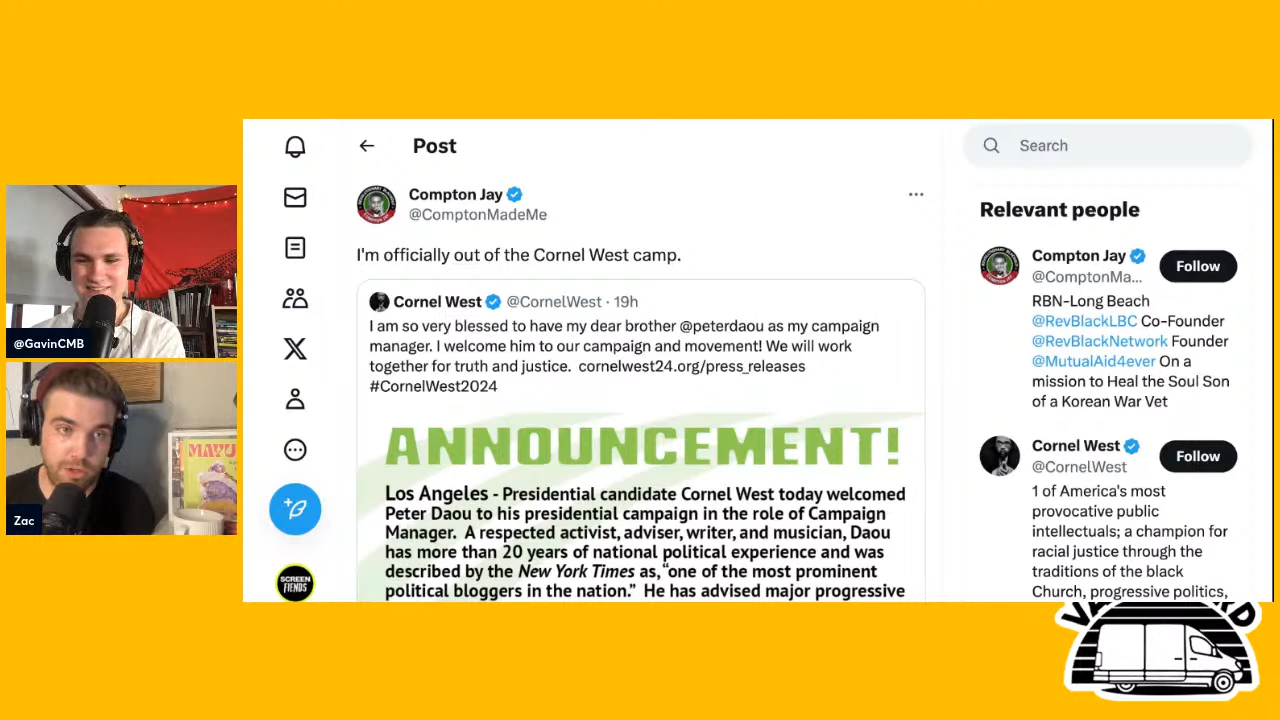 @GavinCMB
Zac
MAYU
SCREEN
FIENDS
Post
Compton Jay
@ComptonMadeMe
I'm officially out of the Cornel West camp.
Cornel West @CornelWest · 19h
I am so very blessed to have my dear brother @peterdaou as my campaign
manager. I welcome him to our campaign and movement! We will work
together for truth and justice. cornelwest24.org/press_releases
#CornelWest2024
ANNOUNCEMENT!
Los Angeles - Presidential candidate Cornel West today welcomed
Peter Daou to his presidential campaign in the role of Campaign
Manager. A respected activist, adviser, writer, and musician, Daou
has more than 20 years of national political experience and was
described by the New York Times as, “one of the most prominent
political bloggers in the nation.” He has advised major progressive
Search
Relevant people
Compton Jay
@ComptonMa...
Follow
RBN-Long Beach
@RevBlackLBC Co-Founder
@RevBlackNetwork Founder
@MutualAid4ever On a
mission to Heal the Soul Son
of a Korean War Vet
Cornel West
@CornelWest
Follow
1 of America's most
provocative public
intellectuals; a champion for
racial justice through the
traditions of the black
Church, progressive politics,